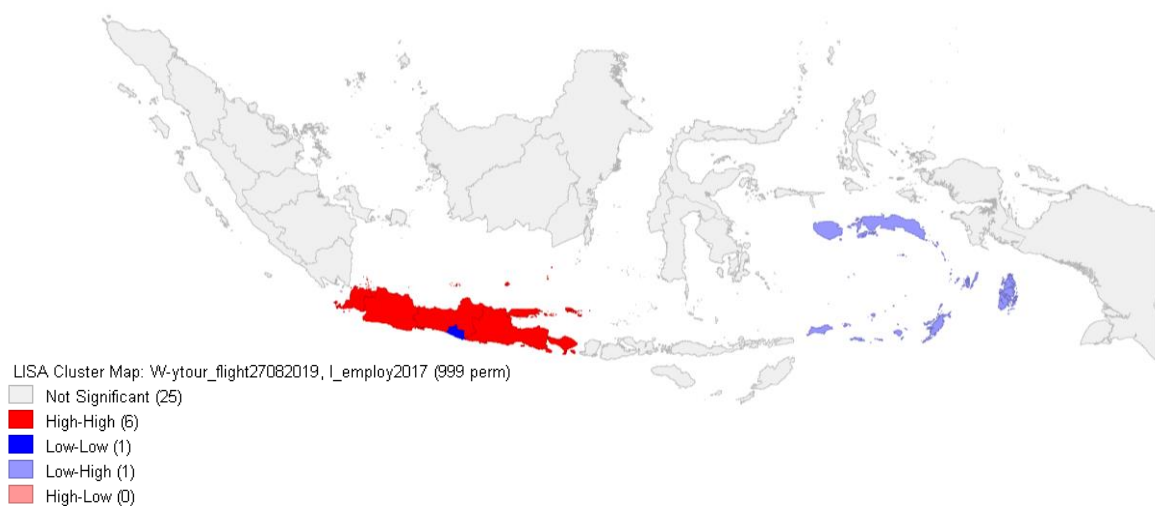 LISA Cluster Map: W-ytour_flight27082019, I_employ2017 (999 perm)
Not Significant (25)
High-High (6)
Low-Low (1)
Low-High (1)
High-Low (0)